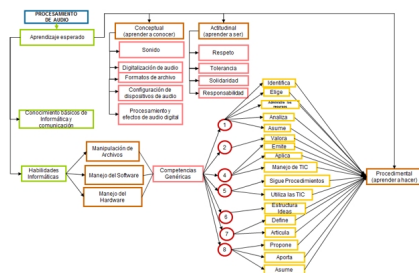 PROCESAMIENTO
DE AUDIO
Aprendizaje esperado
Conceptual
(aprender a conocer)
Actitudinal
(aprender a ser)
Sonido
Digitalización de audio
Formatos de archivo
Configuración de
dispositivos de audio
Procesamiento y
efectos de audio digital
Respeto
Tolerancia
Solidaridad
Responsabilidad
Conocimiento básicos de
Informática y
comunicación
Habilidades
Informáticas
Manipulación de
Archivos
Manejo del Software
Manejo del
Hardware
Competencias
Genéricas
1
2
4
5
6
7
8
Identifica
Elige
Analiza
Asume
Valora
Emite
Aplica
Manejo de TIC
Sigue Procedimientos
Utiliza las TIC
Estructura
Ideas
Define
Articula
Propone
Aporta
Asume
Procedimental
(aprender a hacer)